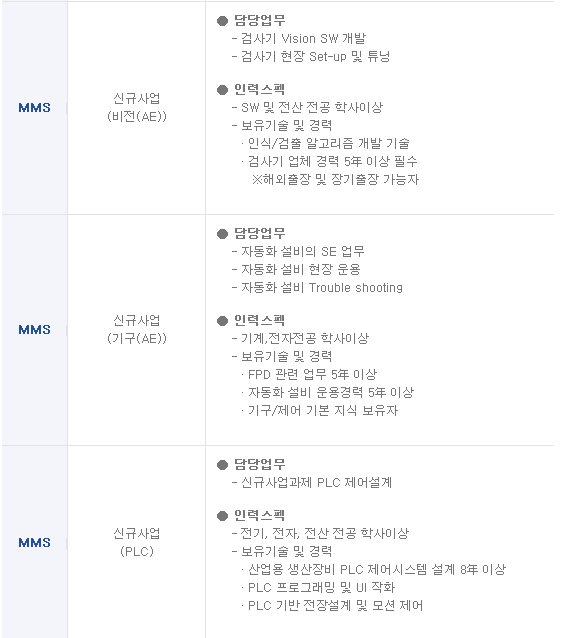 MMS
신규사업
(비전(AE))
● 담당업무
- 검사기 Vision SW 개발
- 검사기 현장 Set-up 및 튜닝
● 인력스펙
- SW 및 전산 전공 학사이상
- 보유기술 및 경력
· 인식/검출 알고리즘 개발 기술
· 검사기 업체 경력 5년 이상 필수
※해외출장 및 장기출장 가능자
MMS
신규사업
(기구(AE))
● 담당업무
- 자동화 설비의 SE 업무
- 자동화 설비 현장 운용
- 자동화 설비 Trouble shooting
● 인력스펙
- 기계,전자전공 학사이상
- 보유기술 및 경력
· FPD 관련 업무 5년 이상
· 자동화 설비 운용경력 5년 이상
· 기구/제어 기본 지식 보유자
MMS
신규사업
(PLC)
● 담당업무
- 신규사업과제 PLC 제어설계
● 인력스펙
- 전기, 전자, 전산 전공 학사이상
- 보유기술 및 경력
· 산업용 생산장비 PLC 제어시스템 설계 8년 이상
· PLC 프로그래밍 및 UI 작화
· PLC 기반 전장설계 및 모션 제어